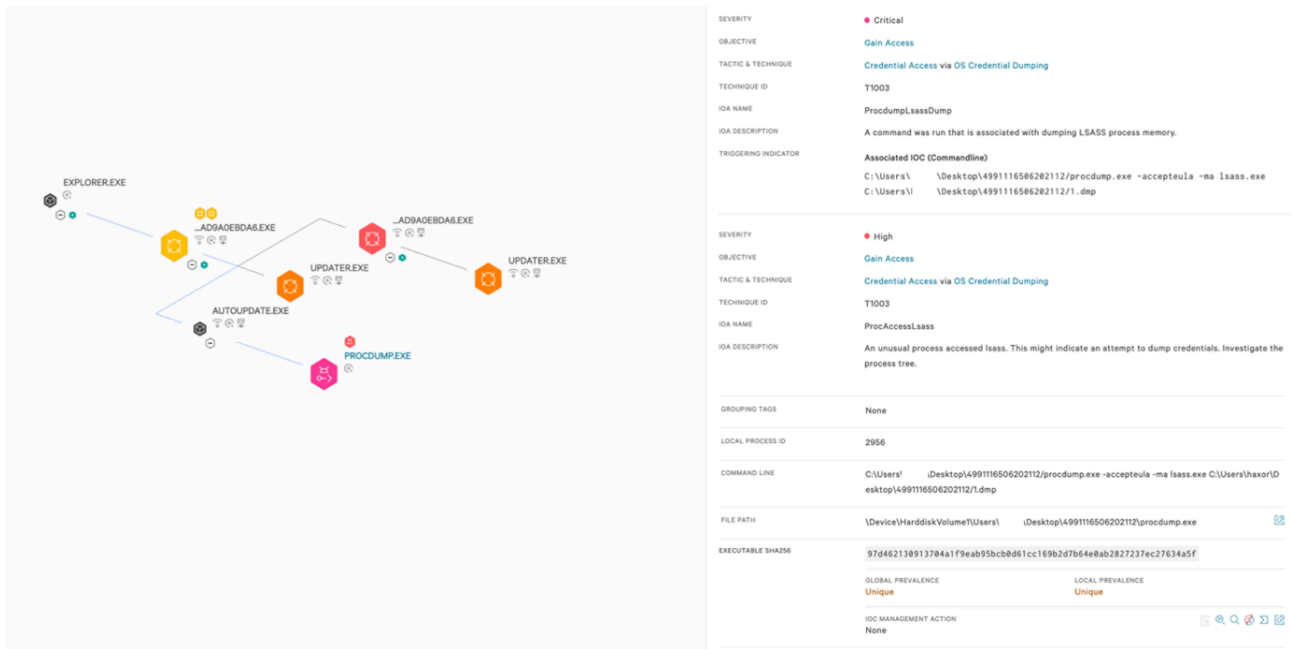 EXPLORER.EXE
_AD9A0EBDA6.EXE
UPDATER.EXE
AUTOUPDATE.EXE
PROCDUMP.EXE
_AD9A0EBDA6.EXE
UPDATER.EXE
SEVERITY Critical
OBJECTIVE Gain Access
TACTIC & TECHNIQUE Credential Access via OS Credential Dumping
TECHNIQUE ID T1003
IOA NAME ProcdumpLsassDump
IOA DESCRIPTION A command was run that is associated with dumping LSASS process memory.
TRIGGERING INDICATOR Associated IOC (Commandline)
C:\Users\ \Desktop\4991116506202112/procdump.exe -accepteula -ma lsass.exe
C:\Users\l \Desktop\4991116506202112/1.dmp
SEVERITY High
OBJECTIVE Gain Access
TACTIC & TECHNIQUE Credential Access via OS Credential Dumping
TECHNIQUE ID T1003
IOA NAME ProcAccessLsass
IOA DESCRIPTION An unusual process accessed lsass. This might indicate an attempt to dump credentials. Investigate the
process tree.
GROUPING TAGS None
LOCAL PROCESS ID 2956
COMMAND LINE C:\Users\ \Desktop\4991116506202112/procdump.exe -accepteula -ma lsass.exe C:\Users\haxor\D
esktop\4991116506202112/1.dmp
FILE PATH \Device\HarddiskVolume1\Users\ \Desktop\4991116506202112\procdump.exe
EXECUTABLE SHA256 97d462130913704a1f9eab95bcb0d61cc169b2d7b64e0ab2827237ec27634a5f
GLOBAL PREVALENCE LOCAL PREVALENCE
Unique Unique
IOC MANAGEMENT ACTION
None